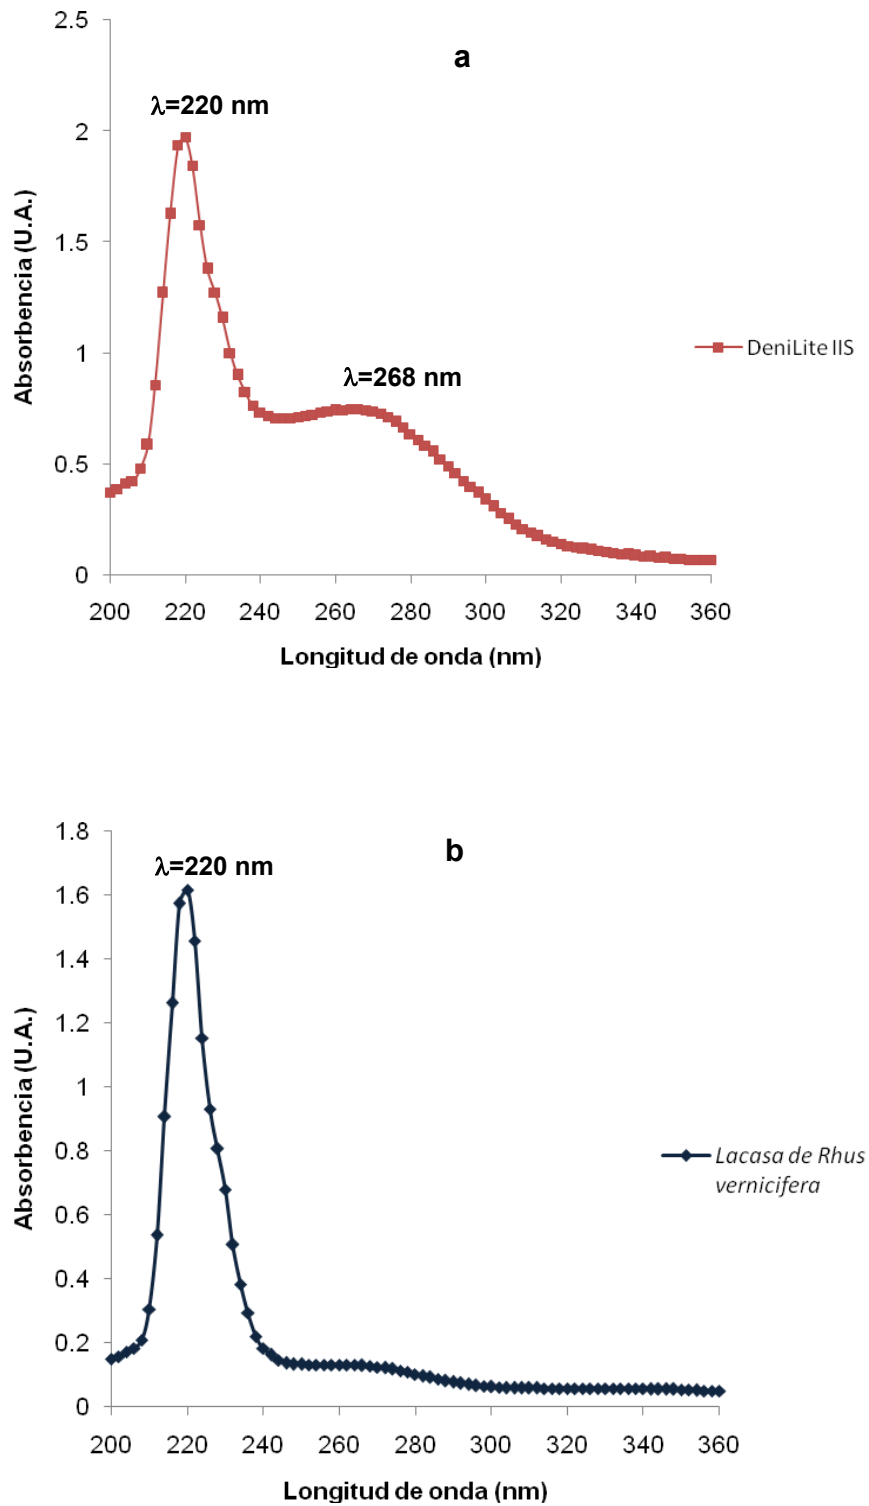 a
λ=220 nm
λ=268 nm
Absorbencia (U.A.)
2.5
2
1.5
1
0.5
0
200 220 240 260 280 300 320 340 360
Longitud de onda (nm)
DeniLite IIS
b
λ=220 nm
Absorbencia (U.A.)
1.8
1.6
1.4
1.2
1
0.8
0.6
0.4
0.2
0
200 220 240 260 280 300 320 340 360
Longitud de onda (nm)
Lacasa de Rhus
vernicifera